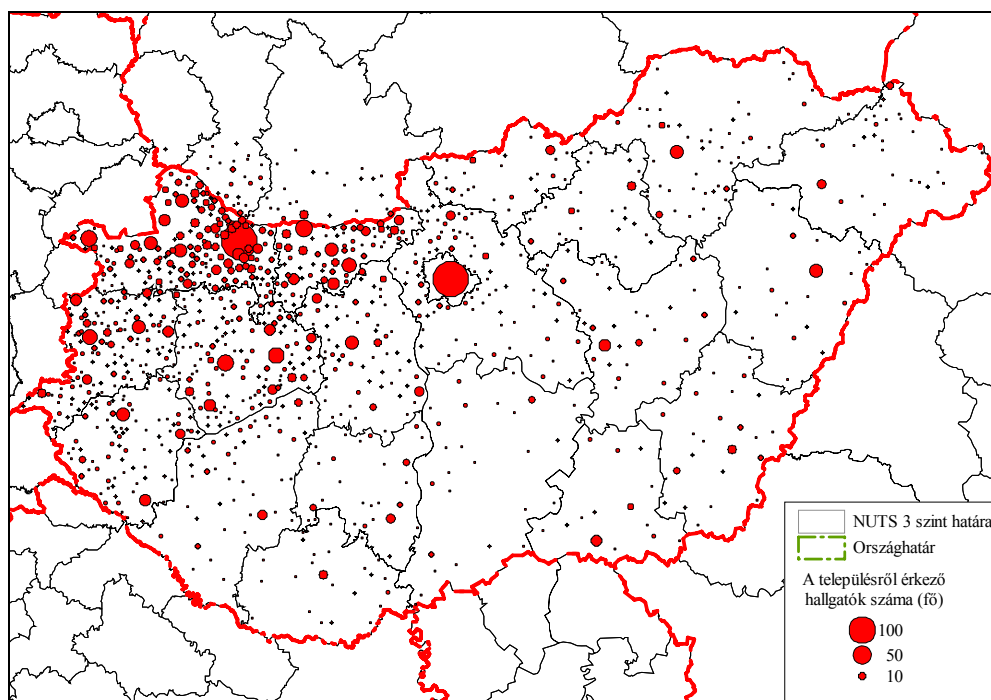 NUTS 3 szint határa
Országhatár
A településről érkező
hallgatók száma (fő)
100
50
10